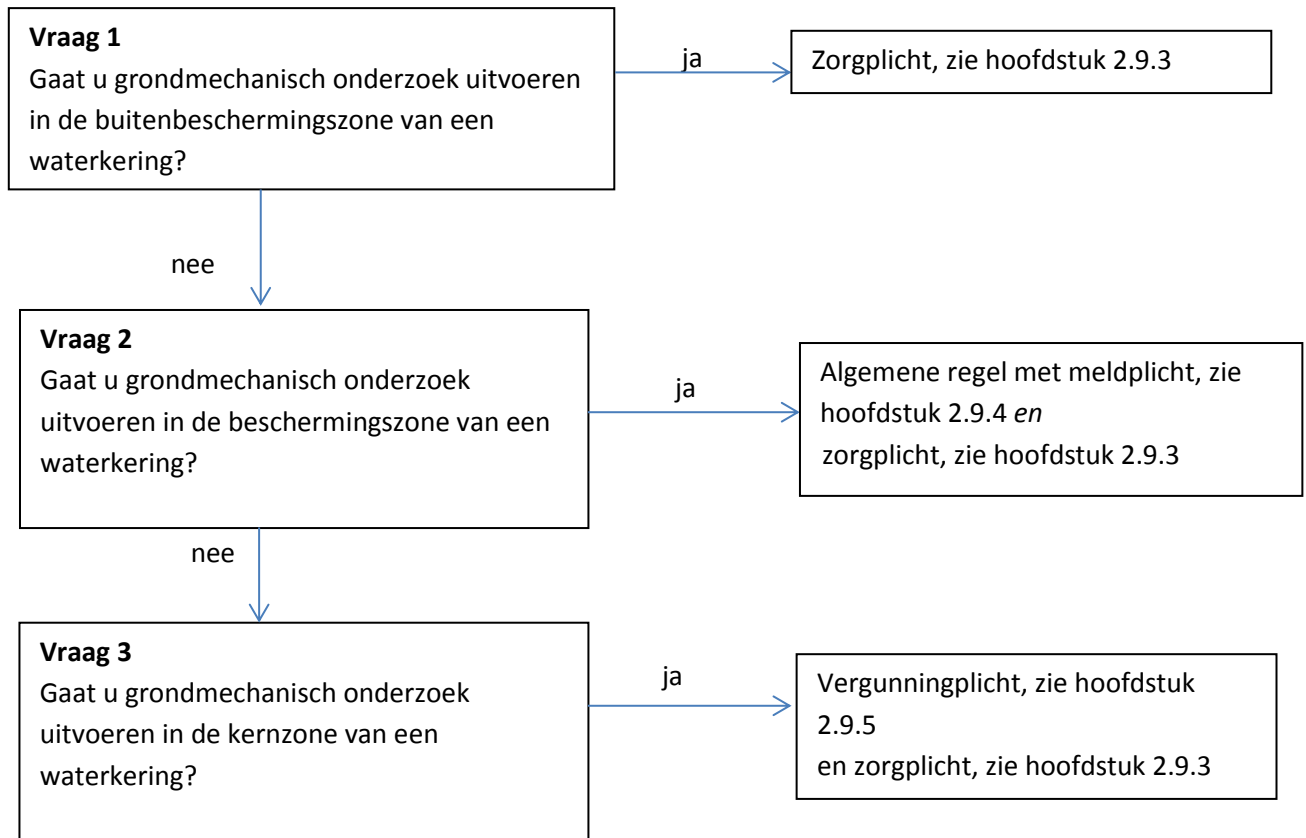 Vraag 1
Gaat u grondmechanisch onderzoek uitvoeren
in de buitenbeschermingszone van een
waterkering?
ja
Zorgplicht, zie hoofdstuk 2.9.3
nee
Vraag 2
Gaat u grondmechanisch onderzoek
uitvoeren in de beschermingszone van een
waterkering?
ja
Algemene regel met meldplicht, zie
hoofdstuk 2.9.4 en
zorgplicht, zie hoofdstuk 2.9.3
nee
Vraag 3
Gaat u grondmechanisch onderzoek
uitvoeren in de kernzone van een
waterkering?
ja
Vergunningplicht, zie hoofdstuk
2.9.5
en zorgplicht, zie hoofdstuk 2.9.3